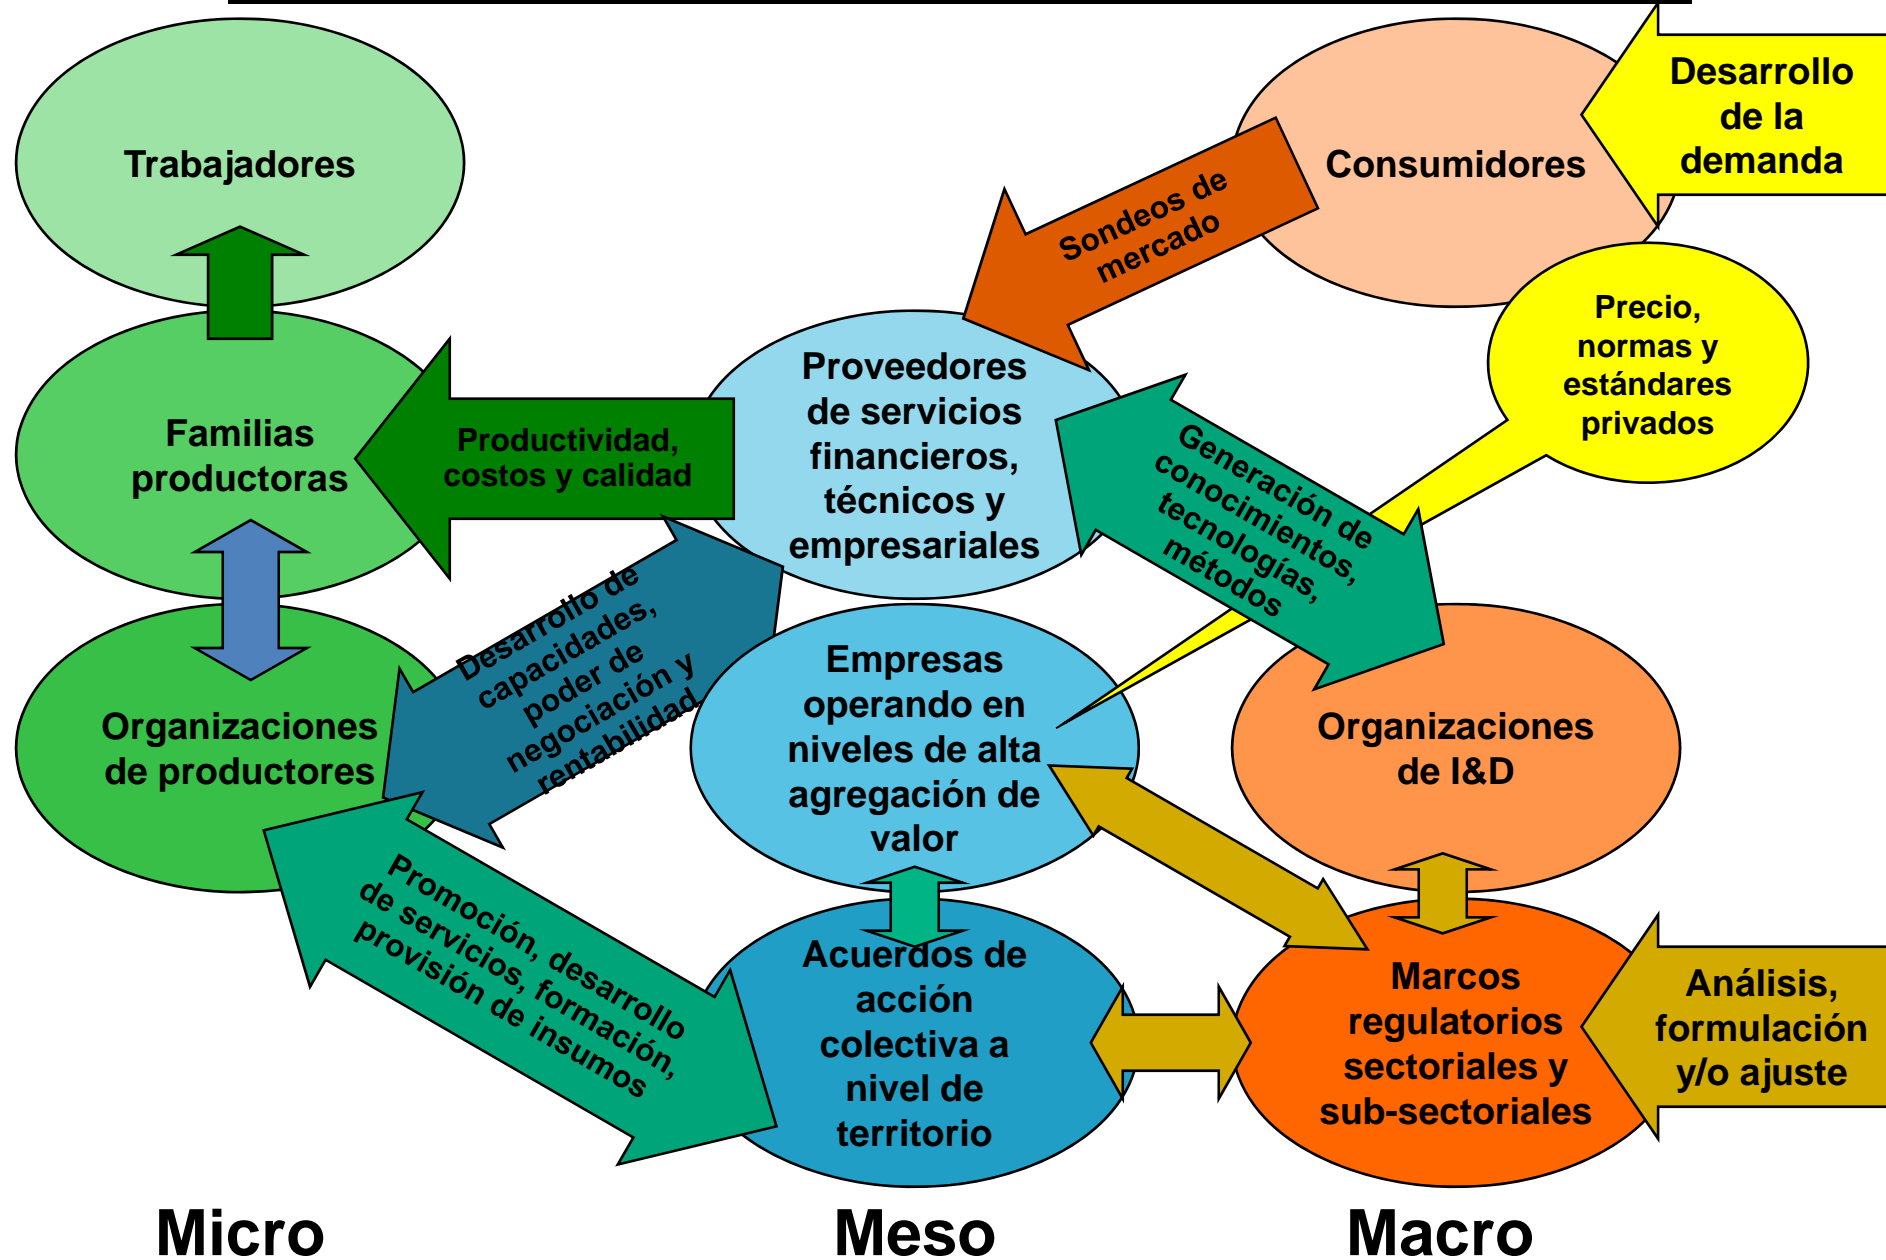 Trabajadores
Familias
productoras
Organizaciones
de productores
Productividad,
costos y calidad
Desarrollo de
capacidades,
poder de
negociación y
rentabilidad
Promoción, desarrollo
de servicios, formación,
provisión de insumos
Sondeos de
mercado
Proveedores
de servicios
financieros,
técnicos y
empresariales
Empresas
operando en
niveles de alta
agregación de
valor
Acuerdos de
acción
colectiva a
nivel de
territorio
Consumidores
Desarrollo
de la
demanda
Precio,
normas y
estándares
privados
Generación de
conocimientos,
tecnologías,
métodos
Organizaciones
de I&D
Marcos
regulatorios
sectoriales y
sub-sectoriales
Análisis,
formulación
y/o ajuste
Micro
Meso
Macro